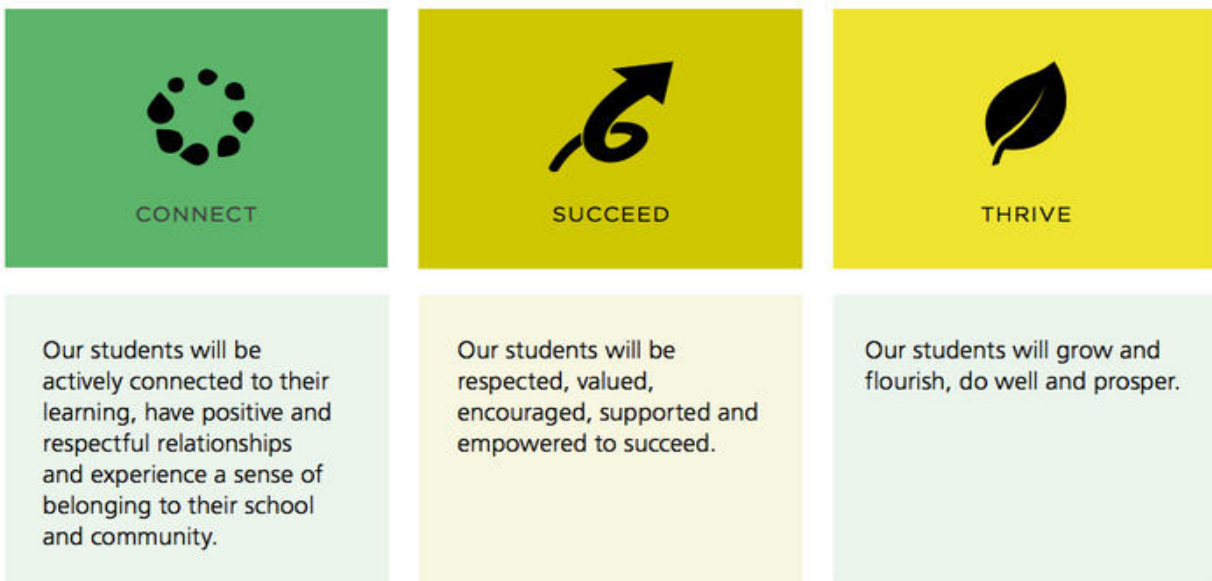 CONNECT
Our students will be
actively connected to their
learning, have positive and
respectful relationships
and experience a sense of
belonging to their school
and community.
SUCCEED
Our students will be
respected, valued,
encouraged, supported and
empowered to succeed.
THRIVE
Our students will grow and
flourish, do well and prosper.